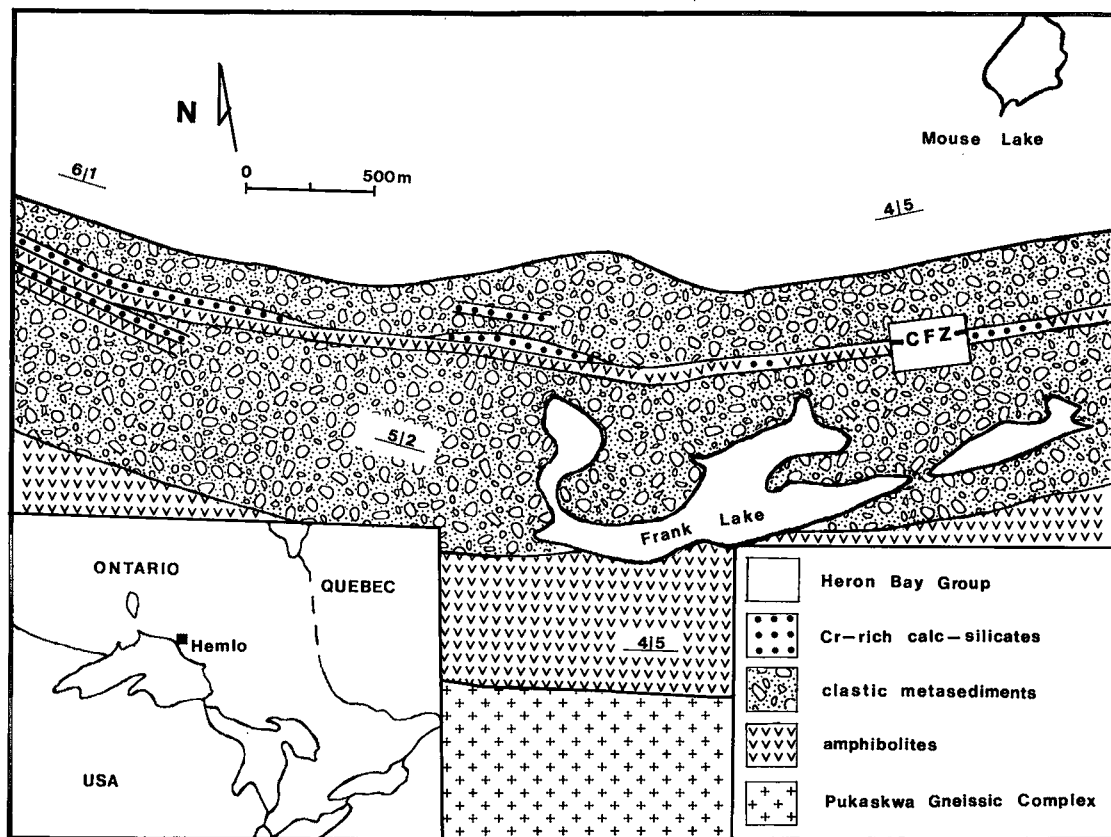 Mouse Lake
N
0 500m
6/1
4/5
CFZ
5/2
Frank Lake
4/5
ONTARIO
QUEBEC
Hemlo
USA
Heron Bay Group
Cr-rich calc-silicates
clastic metasediments
amphibolites
Pukaskwa Gneissic Complex